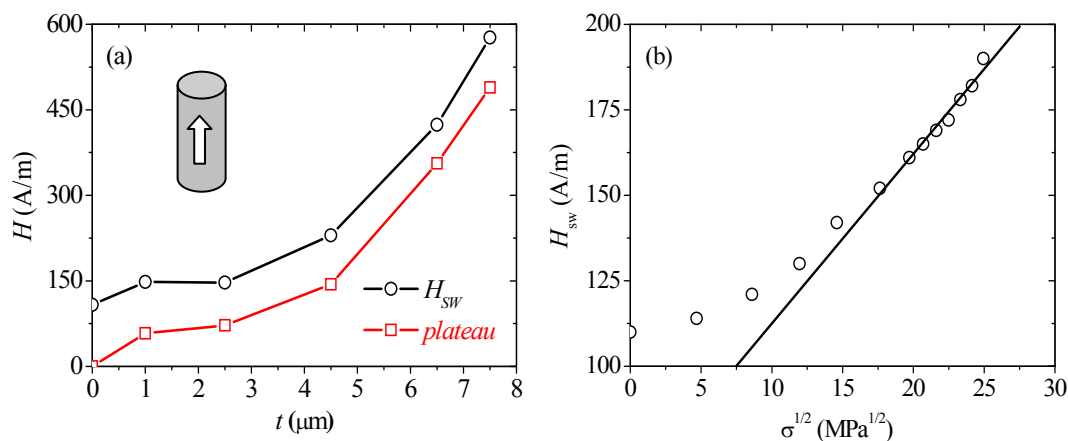 (a)
600
450
300
150
0
H (A/m)
0 1 2 3 4 5 6 7 8
t (μm)
H_SW
plateau
(b)
200
175
150
125
100
H_sw (A/m)
0 5 10 15 20 25 30
σ^1/2 (MPa^1/2)